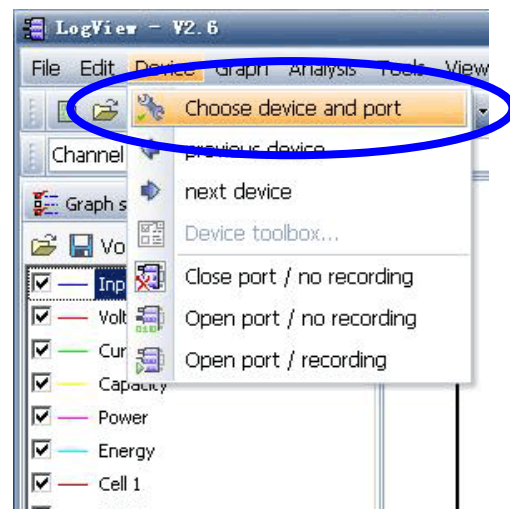 LogView - V2.6
File Edit Device Graph Analysis Tools View
Choose device and port
Channel
previous device
Graph s
next device
Vo
Device toolbox...
Inp
Close port / no recording
Volt
Open port / no recording
Cur
Open port / recording
Capacity
Power
Energy
Cell 1